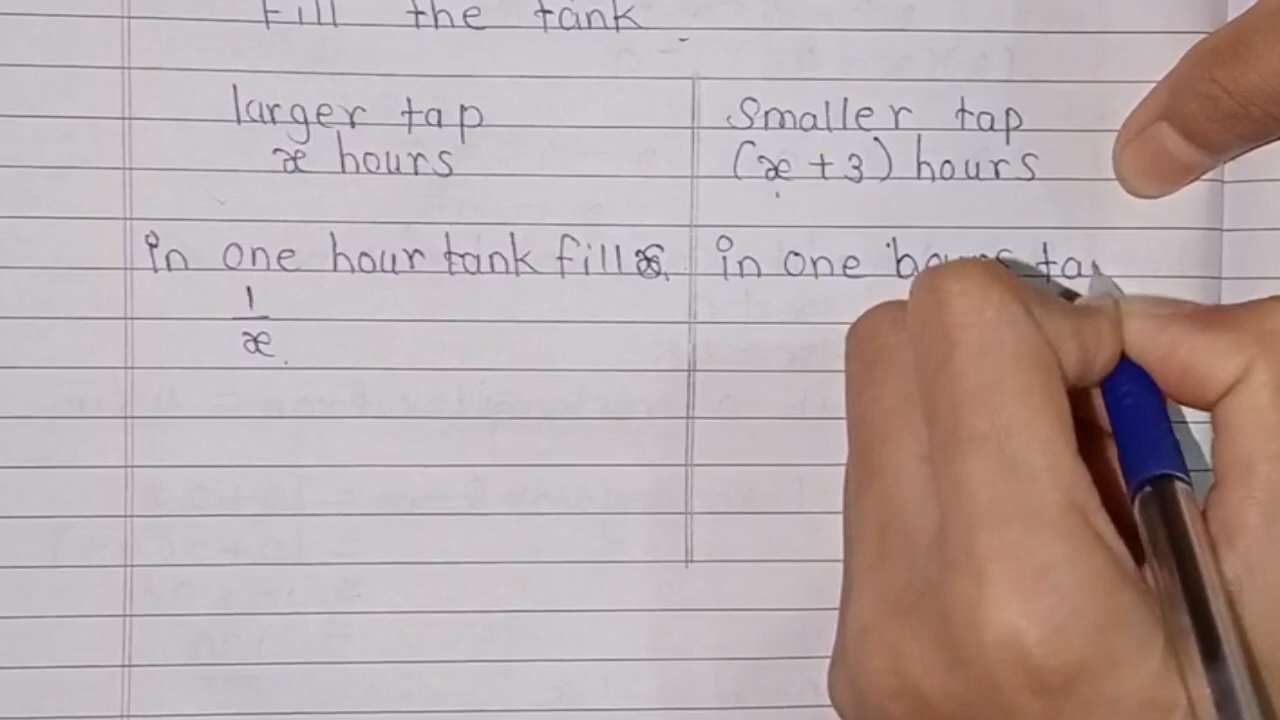 Fill the tank
larger tap
x hours
in one hour tank fills.
1
x.
Smaller tap
(x + 3) hours
in one